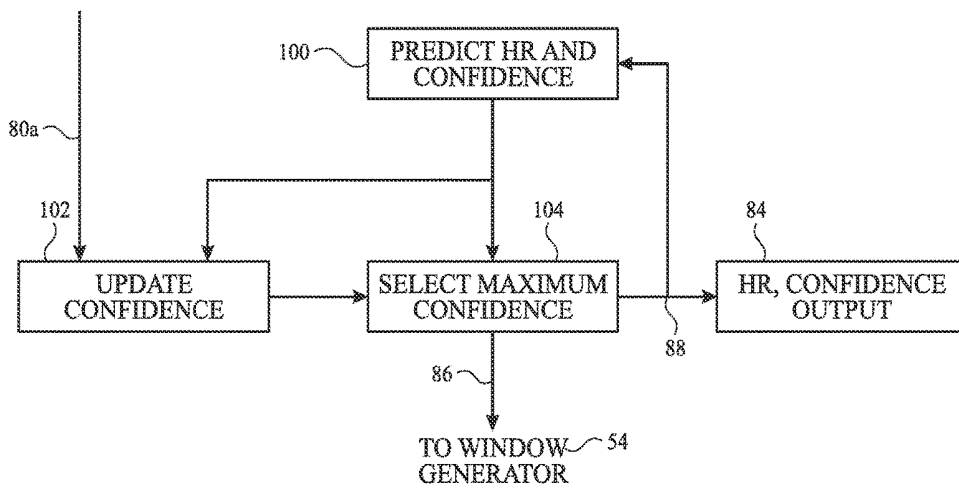 100
PREDICT HR AND
CONFIDENCE
80a
102
104
84
UPDATE
CONFIDENCE
SELECT MAXIMUM
CONFIDENCE
HR, CONFIDENCE
OUTPUT
88
86
TO WINDOW
GENERATOR
54